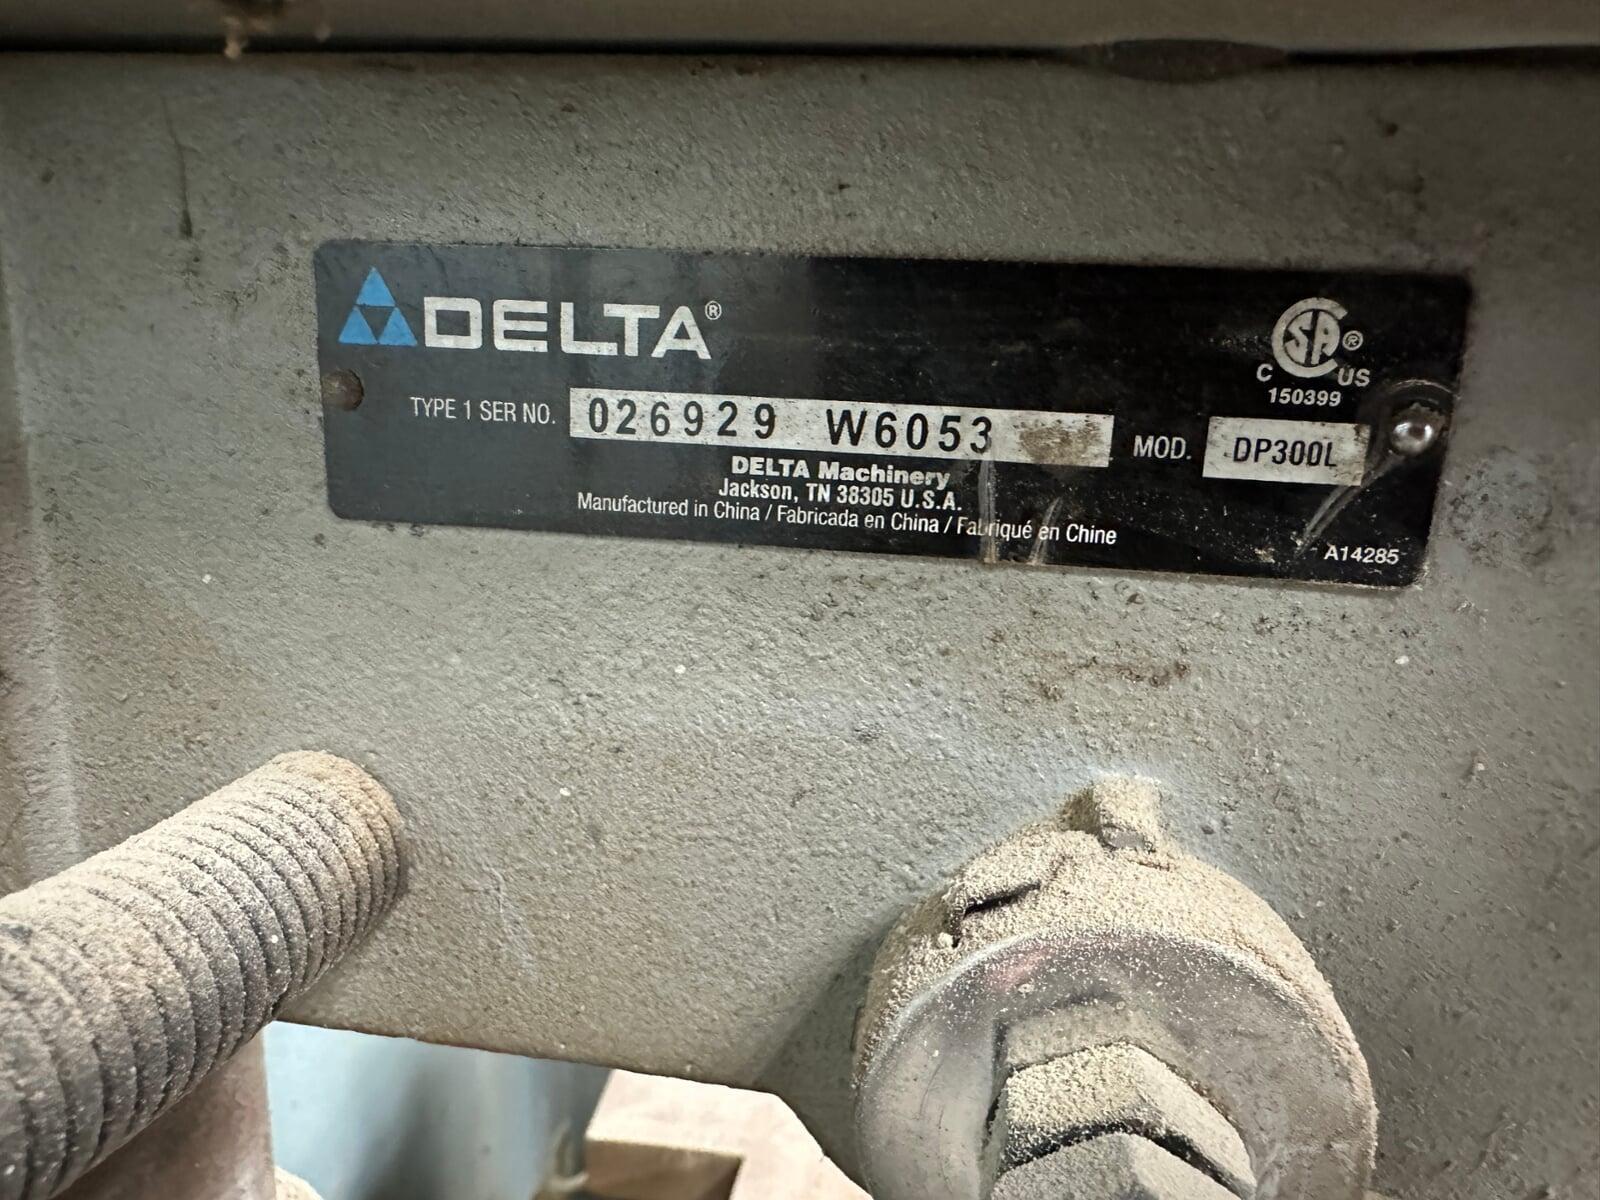 DELTA®
CSA®
C US
150399
TYPE 1 SER NO. 026929 W6053 MOD. DP300L
DELTA Machinery
Jackson, TN 38305 U.S.A.
Manufactured in China / Fabricada en China / Fabriqué en Chine
A14285